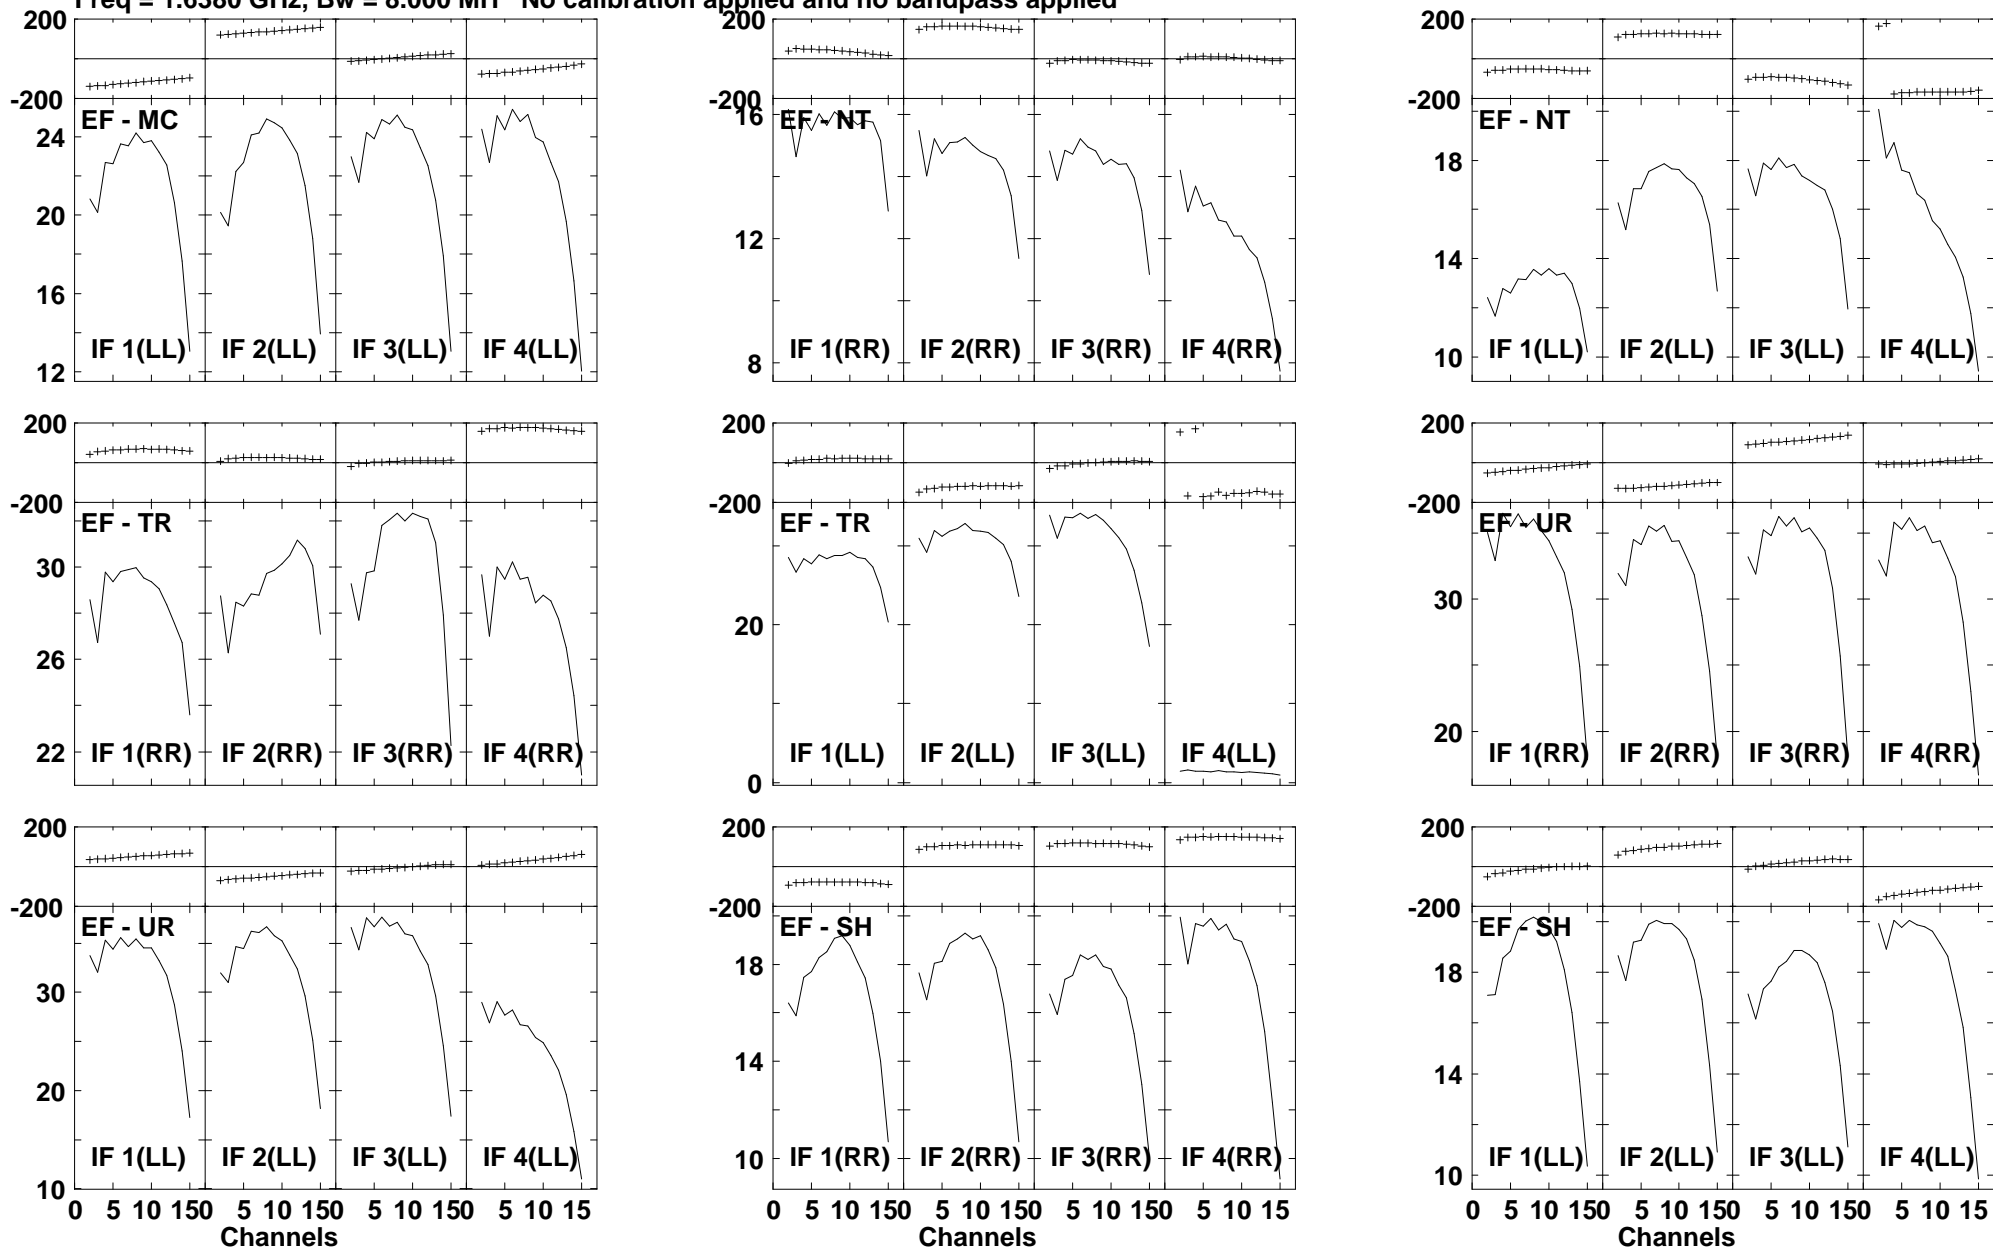 Freq = 1.6380 GHz, Bw = 8.000 MH No calibration applied and no bandpass applied
200 200 200
-200 -200 -200
EF - MC EF - NT EF - NT
24 16 18
20 12 14
16 8 10
12
IF 1(LL) IF 2(LL) IF 3(LL) IF 4(LL) IF 1(RR) IF 2(RR) IF 3(RR) IF 4(RR) IF 1(LL) IF 2(LL) IF 3(LL) IF 4(LL)
200 200 200
-200 -200 -200
EF - TR EF - TR EF - UR
30 20 30
26 0 20
22
IF 1(RR) IF 2(RR) IF 3(RR) IF 4(RR) IF 1(LL) IF 2(LL) IF 3(LL) IF 4(LL) IF 1(RR) IF 2(RR) IF 3(RR) IF 4(RR)
200 200 200
-200 -200 -200
EF - UR EF - SH EF - SH
30 18 18
20 14 14
10 10 10
IF 1(LL) IF 2(LL) IF 3(LL) IF 4(LL) IF 1(RR) IF 2(RR) IF 3(RR) IF 4(RR) IF 1(LL) IF 2(LL) IF 3(LL) IF 4(LL)
0 5 10 150 5 10 150 5 10 150 5 10 15 0 5 10 150 5 10 150 5 10 150 5 10 15 0 5 10 150 5 10 150 5 10 150 5 10 15
Channels Channels Channels